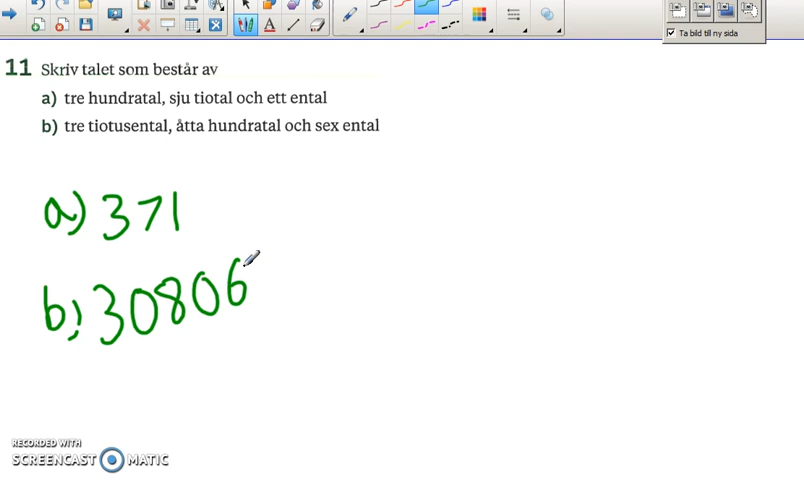 Ta bild till ny sida
11 Skriv talet som består av
a) tre hundratal, sju tiotal och ett ental
b) tre tiotusental, åtta hundratal och sex ental
a) 371
b) 30806
RECORDED WITH
SCREENCAST MATIC